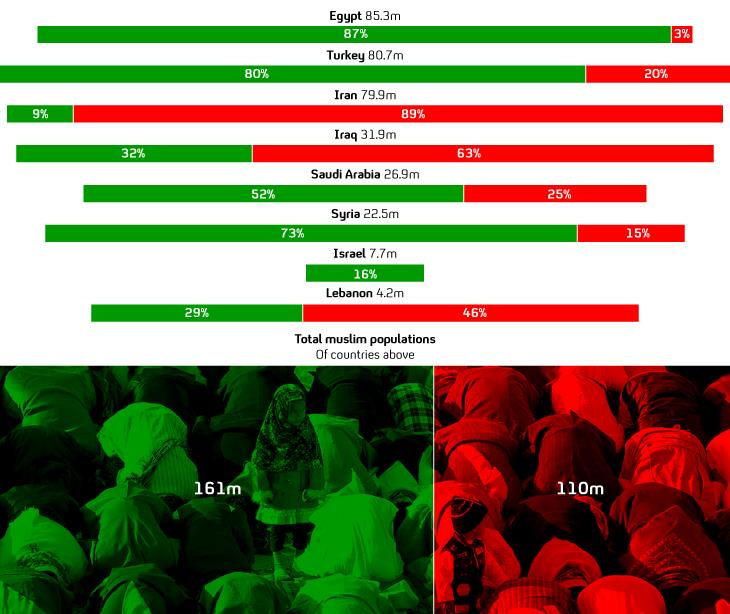 Egypt 85.3m
87% 3%
Turkey 80.7m
80% 20%
Iran 79.9m
9% 89%
Iraq 31.9m
32% 63%
Saudi Arabia 26.9m
52% 25%
Syria 22.5m
73% 15%
Israel 7.7m
16%
Lebanon 4.2m
29% 46%
Total muslim populations
Of countries above
161m 110m